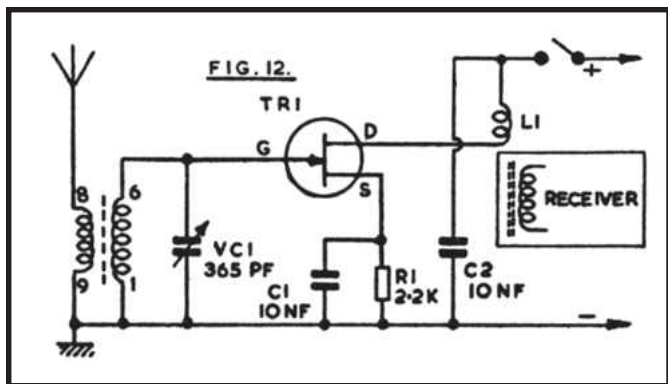 FIG. 12.
TR1
D
G
S
L1
+
8
6
9
1
RECEIVER
VC1
365 PF
C1
10NF
R1
2·2K
C2
10NF
-